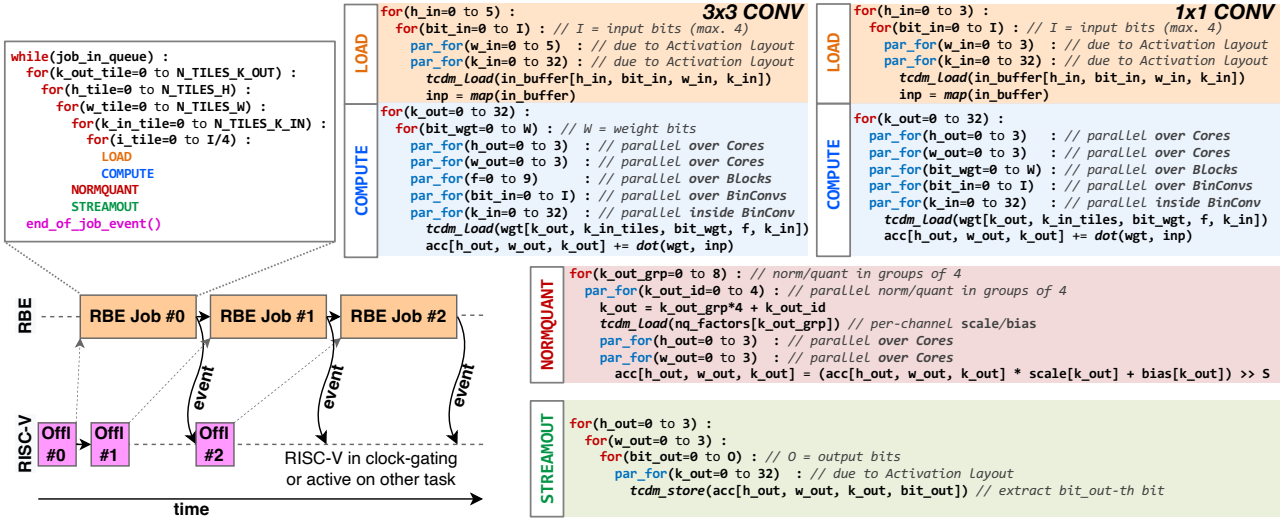 while(job_in_queue) :
for(k_out_tile=0 to N_TILES_K_OUT) :
for(h_tile=0 to N_TILES_H) :
for(w_tile=0 to N_TILES_W) :
for(k_in_tile=0 to N_TILES_K_IN) :
for(i_tile=0 to I/4) :
LOAD
COMPUTE
NORMQUANT
STREAMOUT
end_of_job_event()
3x3 CONV
LOAD
for(h_in=0 to 5) :
for(bit_in=0 to I) : // I = input bits (max. 4)
par_for(w_in=0 to 5) : // due to Activation layout
par_for(k_in=0 to 32) : // due to Activation layout
tcdm_load(in_buffer[h_in, bit_in, w_in, k_in])
inp = map(in_buffer)
COMPUTE
for(k_out=0 to 32) :
for(bit_wgt=0 to W) : // W = weight bits
par_for(h_out=0 to 3) : // parallel over Cores
par_for(w_out=0 to 3) : // parallel over Cores
par_for(f=0 to 9) : // parallel over Blocks
par_for(bit_in=0 to I) : // parallel over BinConvs
par_for(k_in=0 to 32) : // parallel inside BinConv
tcdm_load(wgt[k_out, k_in_tiles, bit_wgt, f, k_in])
acc[h_out, w_out, k_out] += dot(wgt, inp)
1x1 CONV
LOAD
for(h_in=0 to 3) :
for(bit_in=0 to I) : // I = input bits (max. 4)
par_for(w_in=0 to 3) : // due to Activation layout
par_for(k_in=0 to 32) : // due to Activation layout
tcdm_load(in_buffer[h_in, bit_in, w_in, k_in])
inp = map(in_buffer)
COMPUTE
for(k_out=0 to 32) :
par_for(h_out=0 to 3) : // parallel over Cores
par_for(w_out=0 to 3) : // parallel over Cores
par_for(bit_wgt=0 to W) : // parallel over Blocks
par_for(bit_in=0 to I) : // parallel over BinConvs
par_for(k_in=0 to 32) : // parallel inside BinConv
tcdm_load(wgt[k_out, k_in_tiles, bit_wgt, f, k_in])
acc[h_out, w_out, k_out] += dot(wgt, inp)
NORMQUANT
for(k_out_grp=0 to 8) : // norm/quant in groups of 4
par_for(k_out_id=0 to 4) : // parallel norm/quant in groups of 4
k_out = k_out_grp*4 + k_out_id
tcdm_load(nq_factors[k_out_grp]) // per-channel scale/bias
par_for(h_out=0 to 3) : // parallel over Cores
par_for(w_out=0 to 3) : // parallel over Cores
acc[h_out, w_out, k_out] = (acc[h_out, w_out, k_out] * scale[k_out] + bias[k_out]) >> S
STREAMOUT
for(h_out=0 to 3) :
for(w_out=0 to 3) :
for(bit_out=0 to O) : // O = output bits
par_for(k_out=0 to 32) : // due to Activation layout
tcdm_store(acc[h_out, w_out, k_out, bit_out]) // extract bit_out-th bit
RBE
RBE Job #0
RBE Job #1
RBE Job #2
event
event
event
RISC-V
Offl
#0
Offl
#1
Offl
#2
RISC-V in clock-gating
or active on other task
time